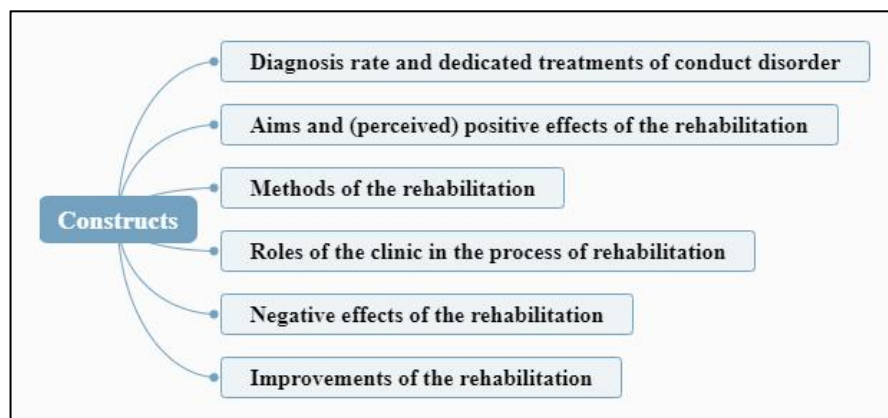 Diagnosis rate and dedicated treatments of conduct disorder
Aims and (perceived) positive effects of the rehabilitation
Methods of the rehabilitation
Constructs
Roles of the clinic in the process of rehabilitation
Negative effects of the rehabilitation
Improvements of the rehabilitation